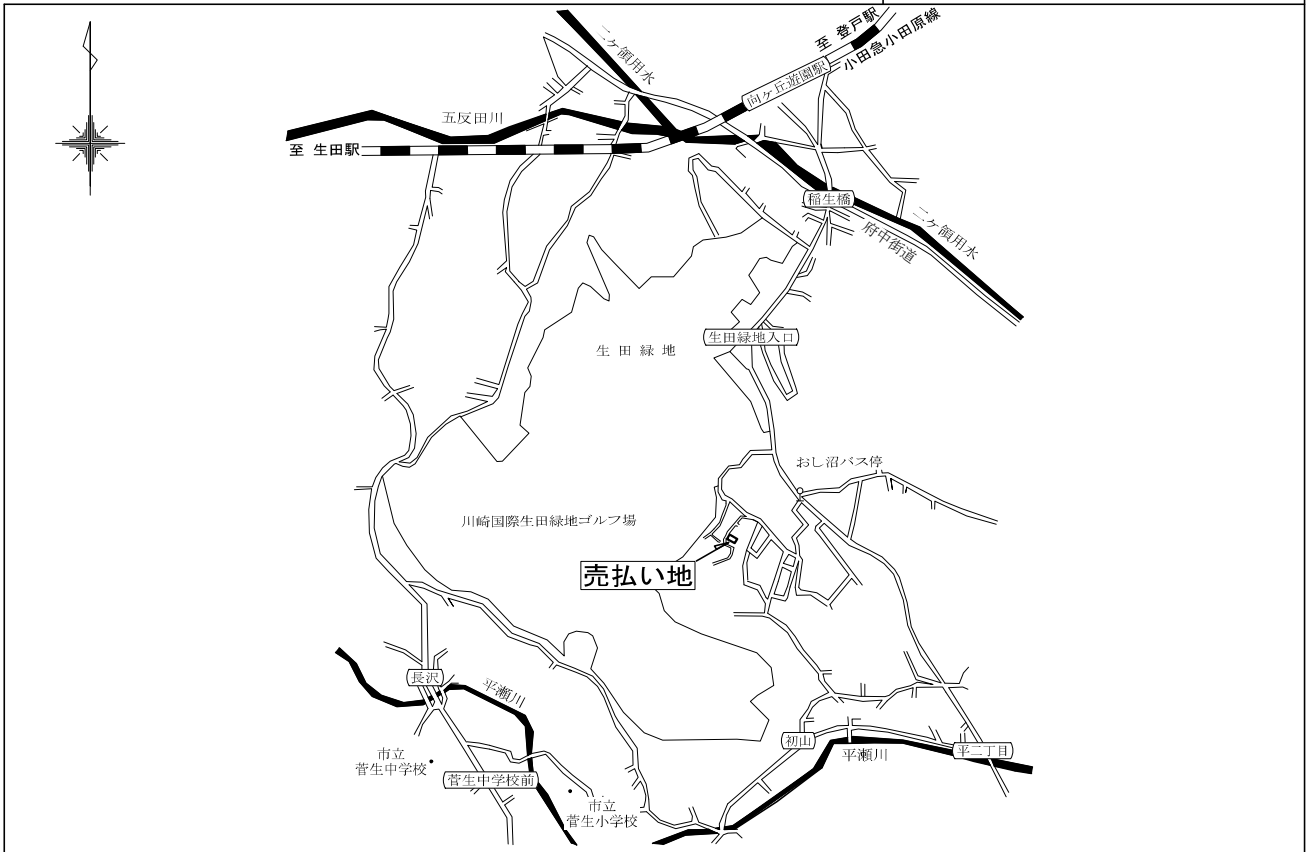 至 登戸駅
小田急小田原線
二ケ領用水
向ケ丘遊園駅
五反田川
至 生田駅
稲生橋
二ケ領用水
府中街道
生田緑地入口
生 田 緑 地
おし沼バス停
川崎国際生田緑地ゴルフ場
売払い地
長沢
平瀬川
初山
平二丁目
平瀬川
市立
菅生中学校
菅生中学校前
市立
菅生小学校